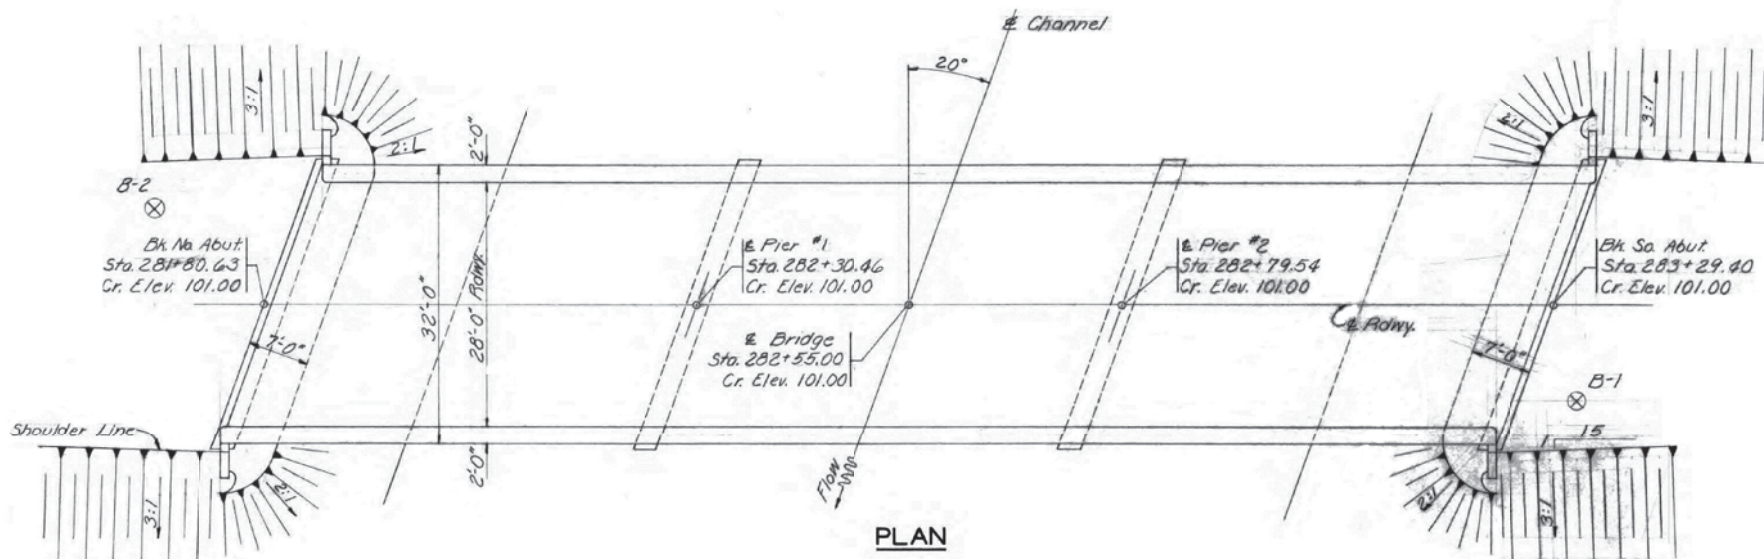 ℄ Channel
20°
3:1
2:1
2'-0"
2:1
3:1
B-2
Bk. No. Abut.
Sta. 281+80.63
Cr. Elev. 101.00
℄ Pier #1
Sta. 282+30.46
Cr. Elev. 101.00
℄ Pier #2
Sta. 282+79.54
Cr. Elev. 101.00
Bk. So. Abut.
Sta. 283+29.40
Cr. Elev. 101.00
32'-0"
28'-0" Rdwy.
℄ Bridge
Sta. 282+55.00
Cr. Elev. 101.00
℄ Rdwy.
7'-0"
7'-0"
B-1
Shoulder Line
15
2'-0"
Flow
3:1
2:1
2:1
3:1
PLAN